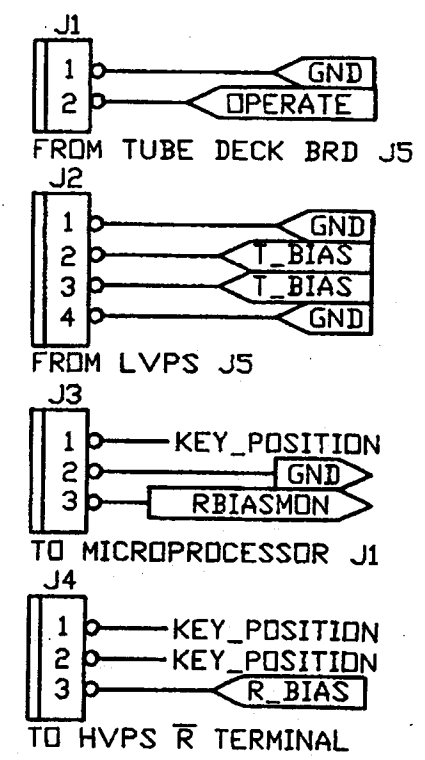 J1
1 GND
2 OPERATE
FROM TUBE DECK BRD J5
J2
1 GND
2 T_BIAS
3 T_BIAS
4 GND
FROM LVPS J5
J3
1 KEY_POSITION
2 GND
3 RBIASMON
TO MICROPROCESSOR J1
J4
1 KEY_POSITION
2 KEY_POSITION
3 R_BIAS
TO HVPS R̅ TERMINAL